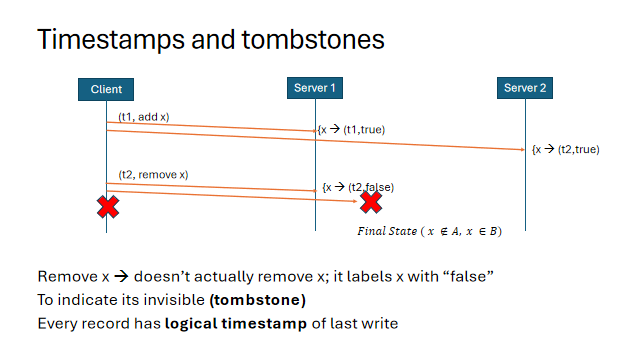 Timestamps and tombstones
Client
Server 1
Server 2
(t1, add x)
{x → (t1,true)
{x → (t2,true)
(t2, remove x)
{x → (t2,false)
Final State ( x ∉ A, x ∈ B)
Remove x → doesn’t actually remove x; it labels x with “false”
To indicate its invisible (tombstone)
Every record has logical timestamp of last write